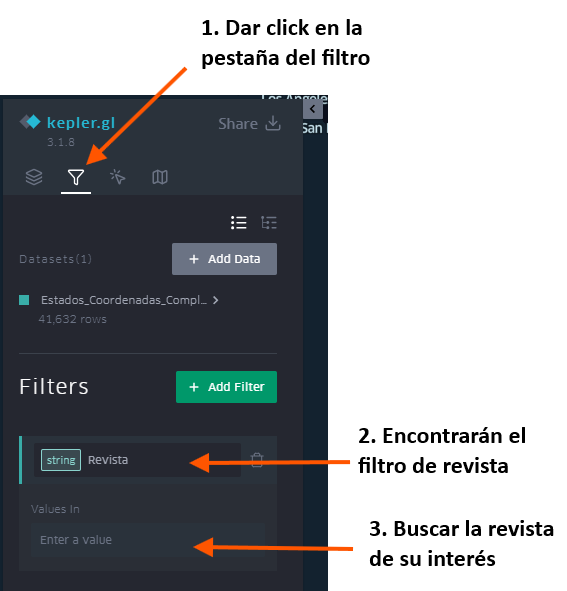 1. Dar click en la
pestaña del filtro
Los Angeles
San
kepler.gl
Share
3.1.8
Datasets(1)
+ Add Data
Estados_Coordenadas_Compl...
41,632 rows
Filters
+ Add Filter
string Revista
2. Encontrarán el
filtro de revista
Values In
Enter a value
3. Buscar la revista
de su interés